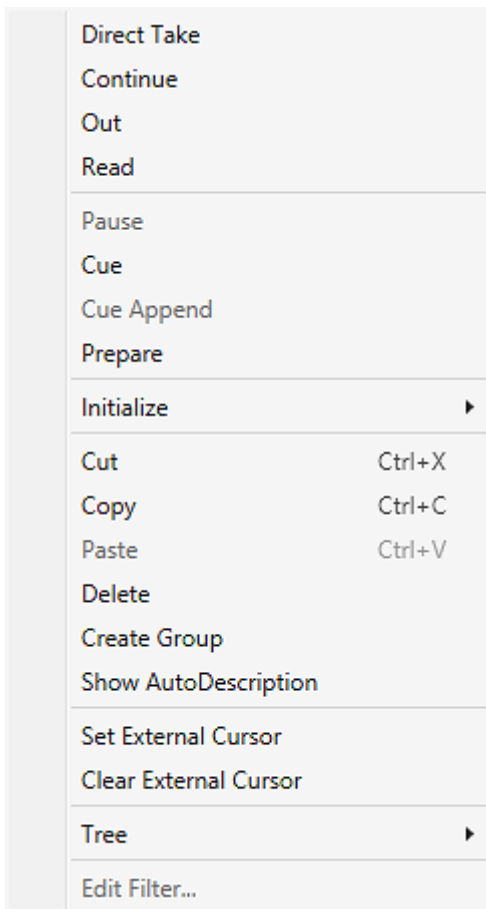 Direct Take
Continue
Out
Read
Pause
Cue
Cue Append
Prepare
Initialize
Cut Ctrl+X
Copy Ctrl+C
Paste Ctrl+V
Delete
Create Group
Show AutoDescription
Set External Cursor
Clear External Cursor
Tree
Edit Filter...